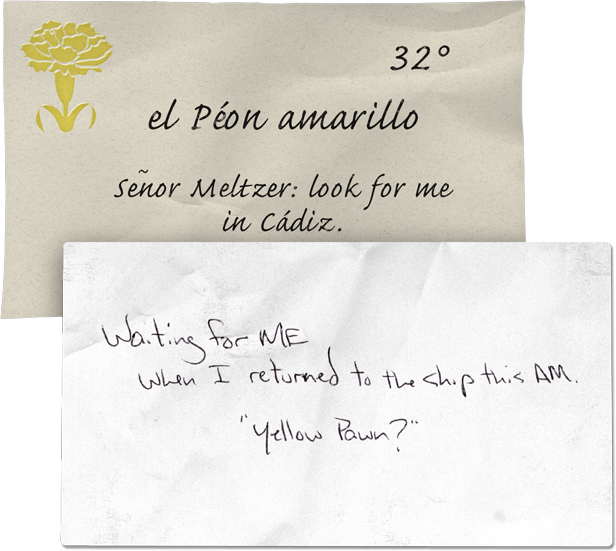 32°
el Péon amarillo
Señor Meltzer: look for me
in Cádiz.
Waiting for ME
when I returned to the ship this AM.
"Yellow Pawn?"